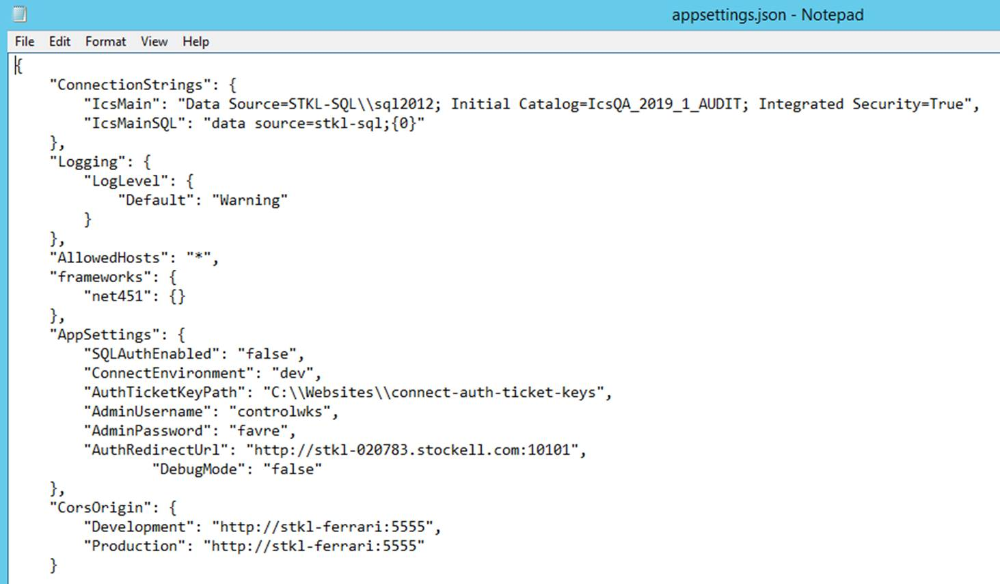 appsettings.json - Notepad
File Edit Format View Help
{
    "ConnectionStrings": {
        "IcsMain": "Data Source=STKL-SQL\\sql2012; Initial Catalog=IcsQA_2019_1_AUDIT; Integrated Security=True",
        "IcsMainSQL": "data source=stkl-sql;{0}"
    },
    "Logging": {
        "LogLevel": {
            "Default": "Warning"
        }
    },
    "AllowedHosts": "*",
    "frameworks": {
        "net451": {}
    },
    "AppSettings": {
        "SQLAuthEnabled": "false",
        "ConnectEnvironment": "dev",
        "AuthTicketKeyPath": "C:\\Websites\\connect-auth-ticket-keys",
        "AdminUsername": "controlwks",
        "AdminPassword": "favre",
        "AuthRedirectUrl": "http://stkl-020783.stockell.com:10101",
                "DebugMode": "false"
    },
    "CorsOrigin": {
        "Development": "http://stkl-ferrari:5555",
        "Production": "http://stkl-ferrari:5555"
    }